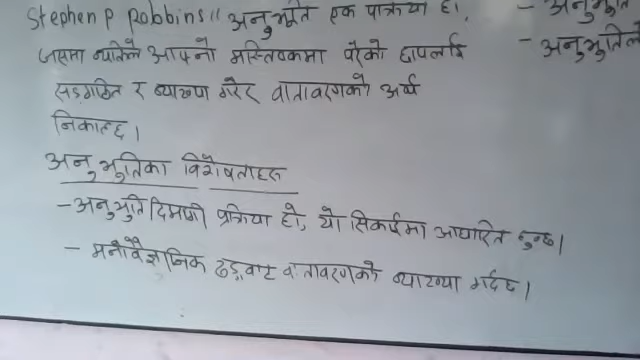 Stephen P Robbins॥ अनुभूति एक प्रक्रिया हो,
जसमा व्यक्तिले आफ्नो मस्तिष्कमा परेको छापलाई
सङ्गठित र व्याख्या गरेर वातावरणको अर्थ
निकाल्छ।
अनुभूतिका विशेषताहरू
- अनुभुति दिमागी प्रक्रिया हो, यो सिकाईमा आधारित हुन्छ।
- मनोवैज्ञानिक ढङ्गबाट वातावरणको व्याख्या गर्दछ।
- अनुभूति
- अनुभुतिले